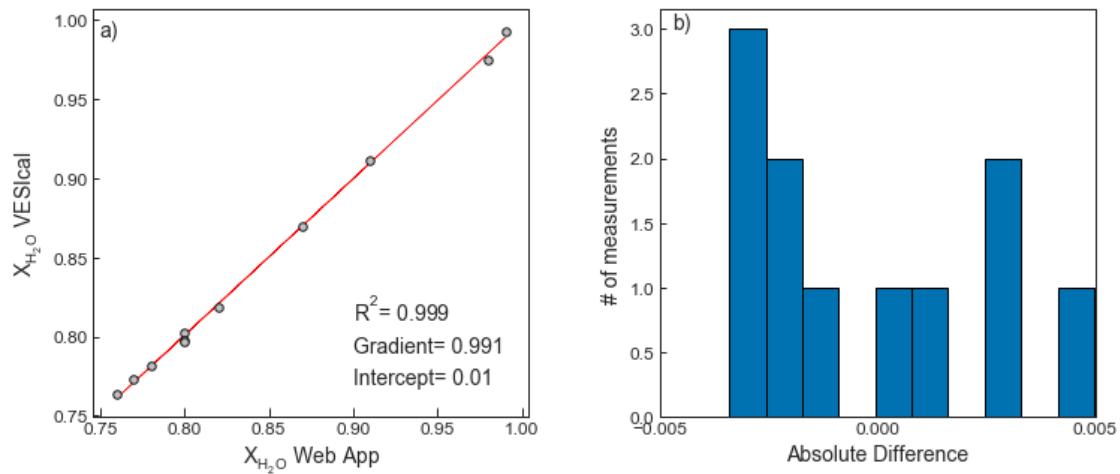 a)
1.00
0.95
0.90
0.85
0.80
0.75
X_H₂O VESIcal
R²= 0.999
Gradient= 0.991
Intercept= 0.01
0.75 0.80 0.85 0.90 0.95 1.00
X_H₂O Web App
b)
3.0
2.5
2.0
1.5
1.0
0.5
0.0
# of measurements
−0.005 0.000 0.005
Absolute Difference